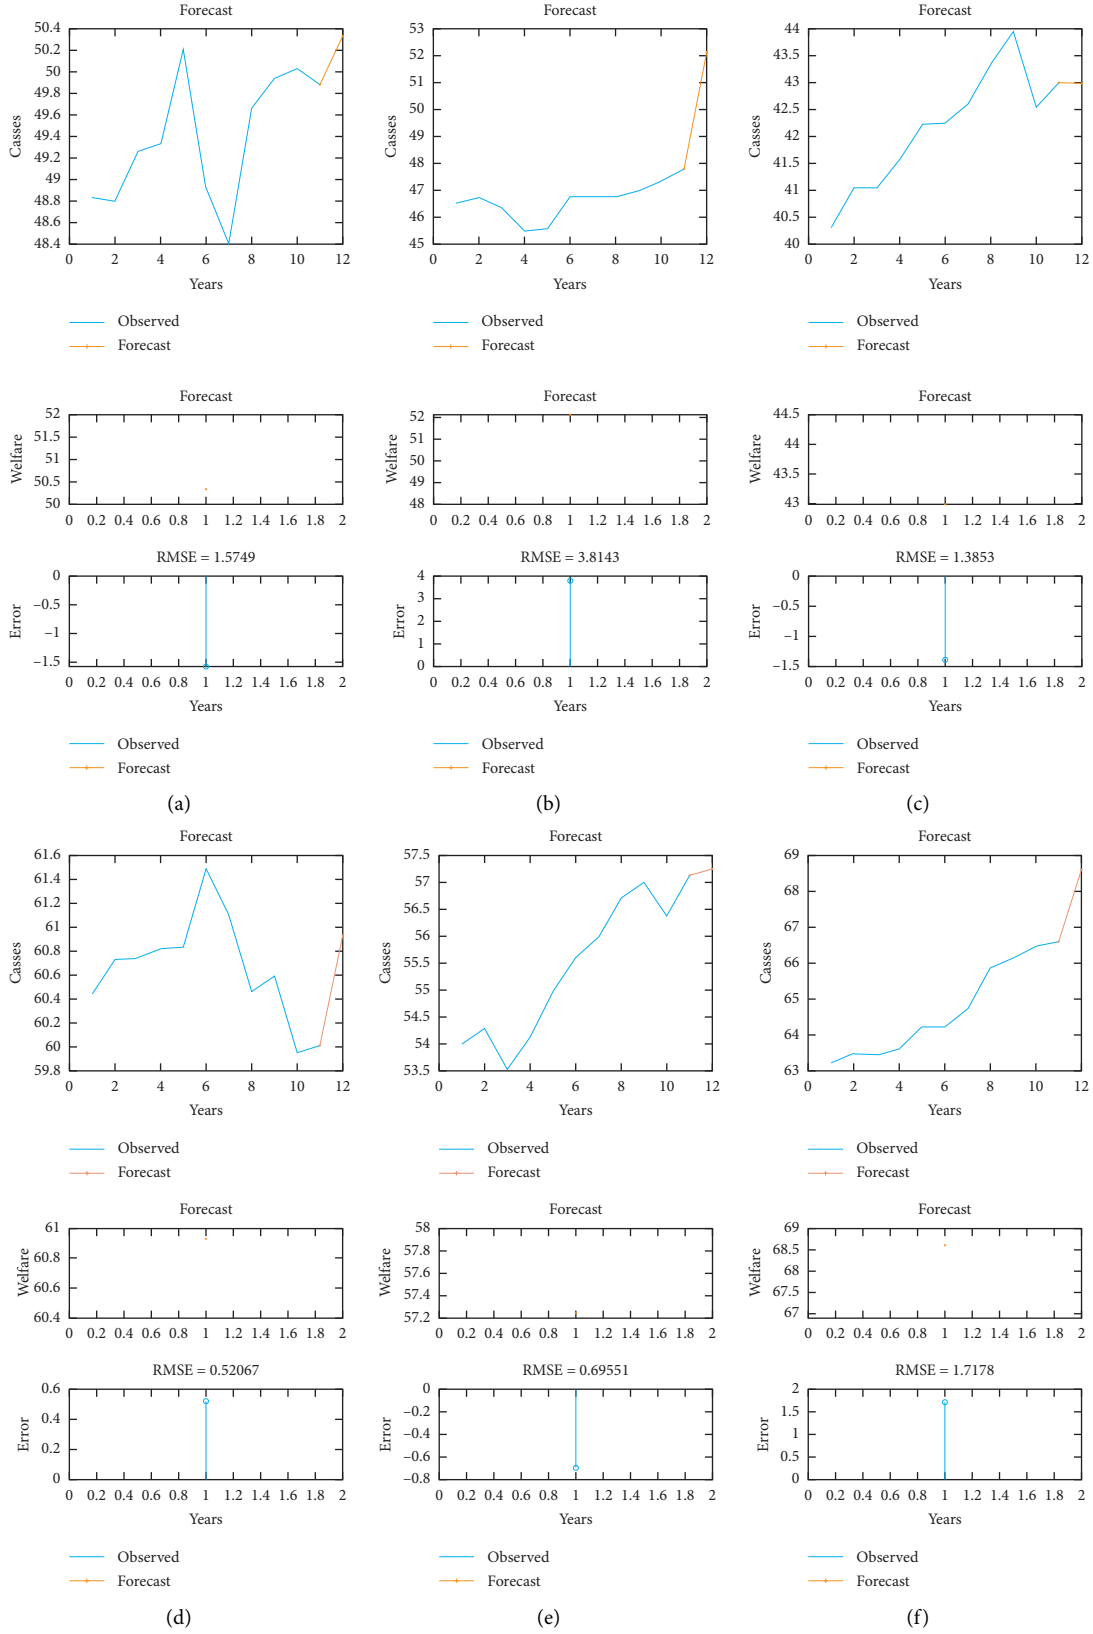 Forecast
50.4
50.2
50
49.8
49.6
49.4
49.2
49
48.8
48.6
48.4
Casses
0 2 4 6 8 10 12
Years
Observed
Forecast
Forecast
53
52
51
50
49
48
47
46
45
Casses
0 2 4 6 8 10 12
Years
Observed
Forecast
Forecast
44
43.5
43
42.5
42
41.5
41
40.5
40
Casses
0 2 4 6 8 10 12
Years
Observed
Forecast
Forecast
52
51.5
51
50.5
50
Welfare
0 0.2 0.4 0.6 0.8 1 1.2 1.4 1.6 1.8 2
RMSE = 1.5749
0
−0.5
−1
−1.5
Error
0 0.2 0.4 0.6 0.8 1 1.2 1.4 1.6 1.8 2
Years
Observed
Forecast
(a)
Forecast
52
51
50
49
48
Welfare
0 0.2 0.4 0.6 0.8 1 1.2 1.4 1.6 1.8 2
RMSE = 3.8143
4
3
2
1
0
Error
0 0.2 0.4 0.6 0.8 1 1.2 1.4 1.6 1.8 2
Years
Observed
Forecast
(b)
Forecast
44.5
44
43.5
43
Welfare
0 0.2 0.4 0.6 0.8 1 1.2 1.4 1.6 1.8 2
RMSE = 1.3853
0
−0.5
−1
−1.5
Error
0 0.2 0.4 0.6 0.8 1 1.2 1.4 1.6 1.8 2
Years
Observed
Forecast
(c)
Forecast
61.6
61.4
61.2
61
60.8
60.6
60.4
60.2
60
59.8
Casses
0 2 4 6 8 10 12
Years
Observed
Forecast
Forecast
57.5
57
56.5
56
55
55
54.5
54
53.5
Casses
0 2 4 6 8 10 12
Years
Observed
Forecast
Forecast
69
68
66
66
65
64
63
Casses
0 2 4 6 8 10 12
Years
Observed
Forecast
Forecast
61
60.8
60.6
60.4
Welfare
0 0.2 0.4 0.6 0.8 1 1.2 1.4 1.6 1.8 2
RMSE = 0.52067
0.6
0.4
0.2
0
Error
0 0.2 0.4 0.6 0.8 1 1.2 1.4 1.6 1.8 2
Years
Observed
Forecast
(d)
Forecast
58
57.8
57.6
57.4
57.2
Welfare
0 0.2 0.4 0.6 0.8 1 1.2 1.4 1.6 1.8 2
RMSE = 0.69551
0
−0.2
−0.4
−0.6
−0.8
Error
0 0.2 0.4 0.6 0.8 1 1.2 1.4 1.6 1.8 2
Years
Observed
Forecast
(e)
Forecast
69
68.5
68
67.5
67
Welfare
0 0.2 0.4 0.6 0.8 1 1.2 1.4 1.6 1.8 2
RMSE = 1.7178
2
1.5
1
0.5
0
Error
0 0.2 0.4 0.6 0.8 1 1.2 1.4 1.6 1.8 2
Years
Observed
Forecast
(f)